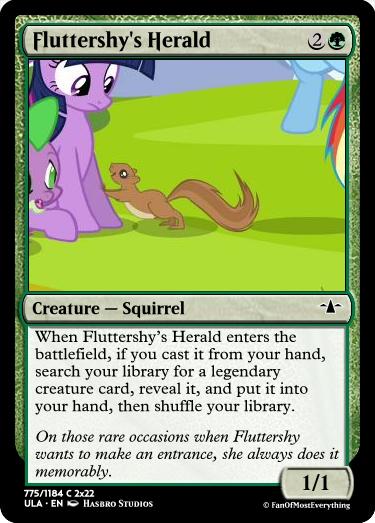 Fluttershy's Herald 2
Creature — Squirrel
When Fluttershy's Herald enters the
battlefield, if you cast it from your hand,
search your library for a legendary
creature card, reveal it, and put it into
your hand, then shuffle your library.
On those rare occasions when Fluttershy
wants to make an entrance, she always does it
memorably.
1/1
775/1184 C 2x22
ULA • EN HASBRO STUDIOS
© FanOfMostEverything